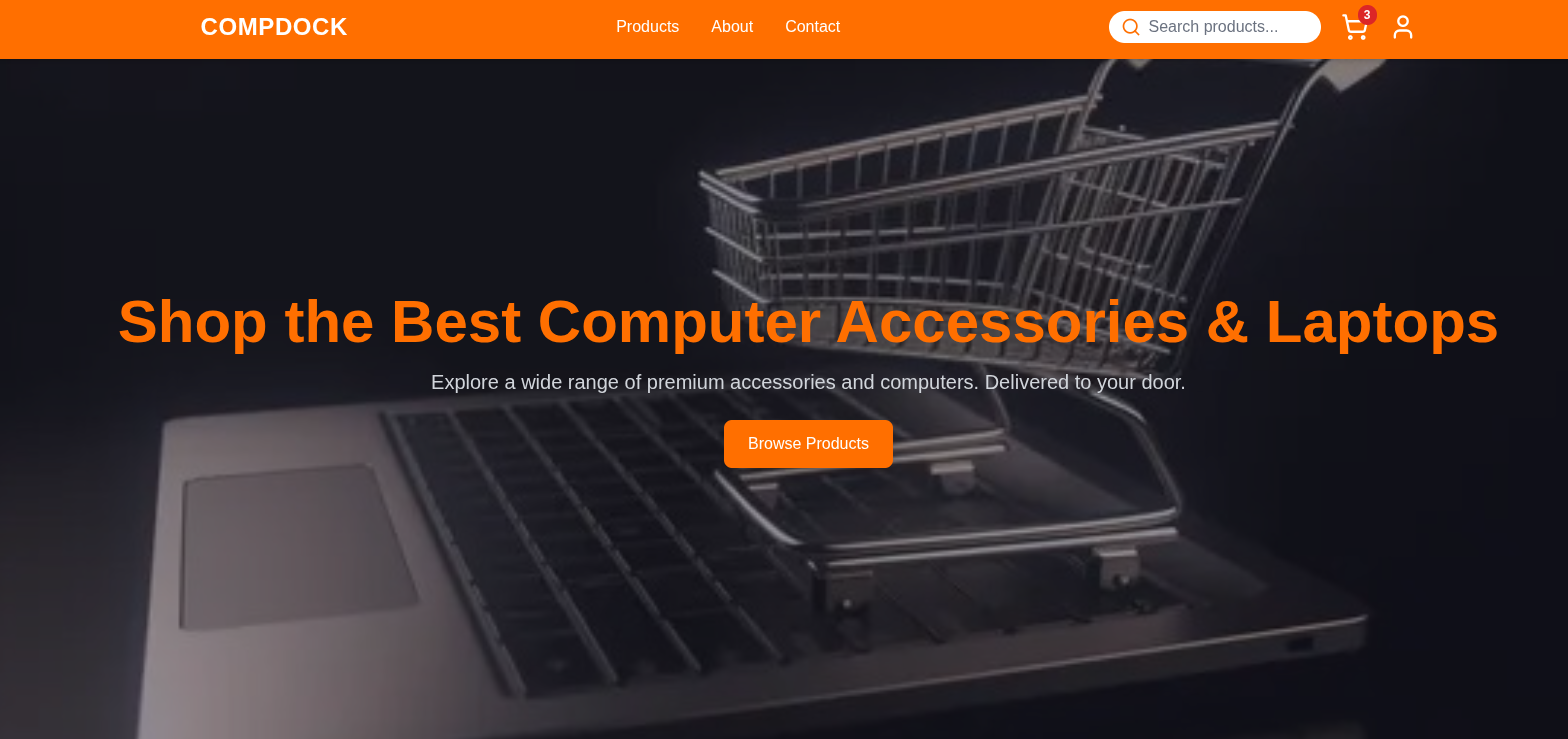 COMPDOCK
Products
About
Contact
Search products...
3
Shop the Best Computer Accessories & Laptops
Explore a wide range of premium accessories and computers. Delivered to your door.
Browse Products